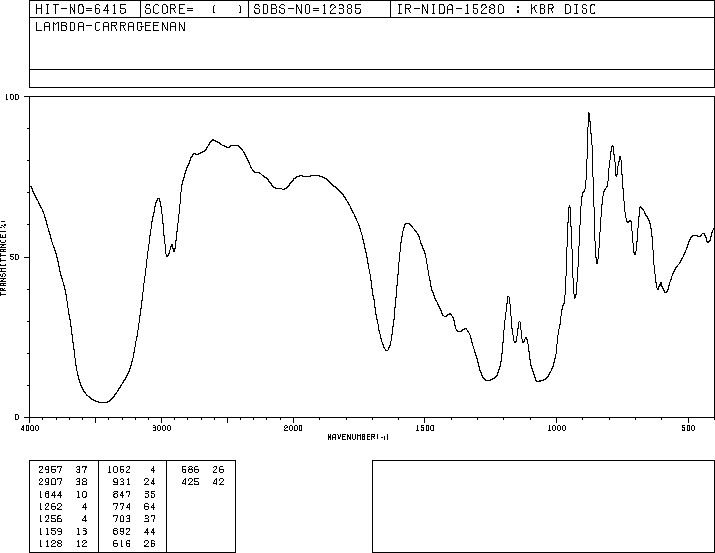 HIT-NO=6415 SCORE= ( ) SDBS-NO=12385 IR-NIDA-15280 : KBR DISC
LAMBDA-CARRAGEENAN
100
TRANSMITTANCE(%)
50
0
4000 3000 2000 1500 1000 500
WAVENUMBER(-1)
2967 37 1062 4 686 26
2907 38 931 24 425 42
1644 10 847 35
1262 4 774 64
1256 4 703 37
1159 13 692 44
1128 12 616 26